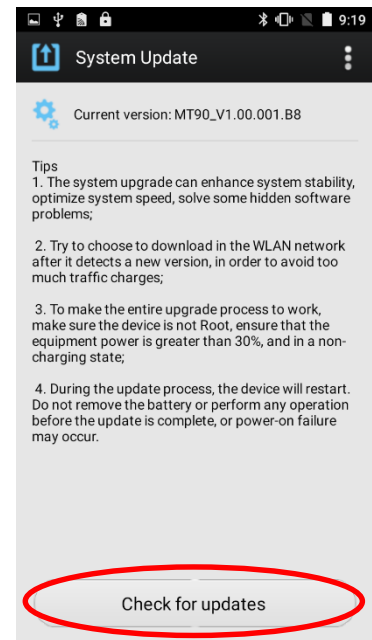 9:19
System Update
Current version: MT90_V1.00.001.B8
Tips
1. The system upgrade can enhance system stability,
optimize system speed, solve some hidden software
problems;
2. Try to choose to download in the WLAN network
after it detects a new version, in order to avoid too
much traffic charges;
3. To make the entire upgrade process to work,
make sure the device is not Root, ensure that the
equipment power is greater than 30%, and in a non-
charging state;
4. During the update process, the device will restart.
Do not remove the battery or perform any operation
before the update is complete, or power-on failure
may occur.
Check for updates